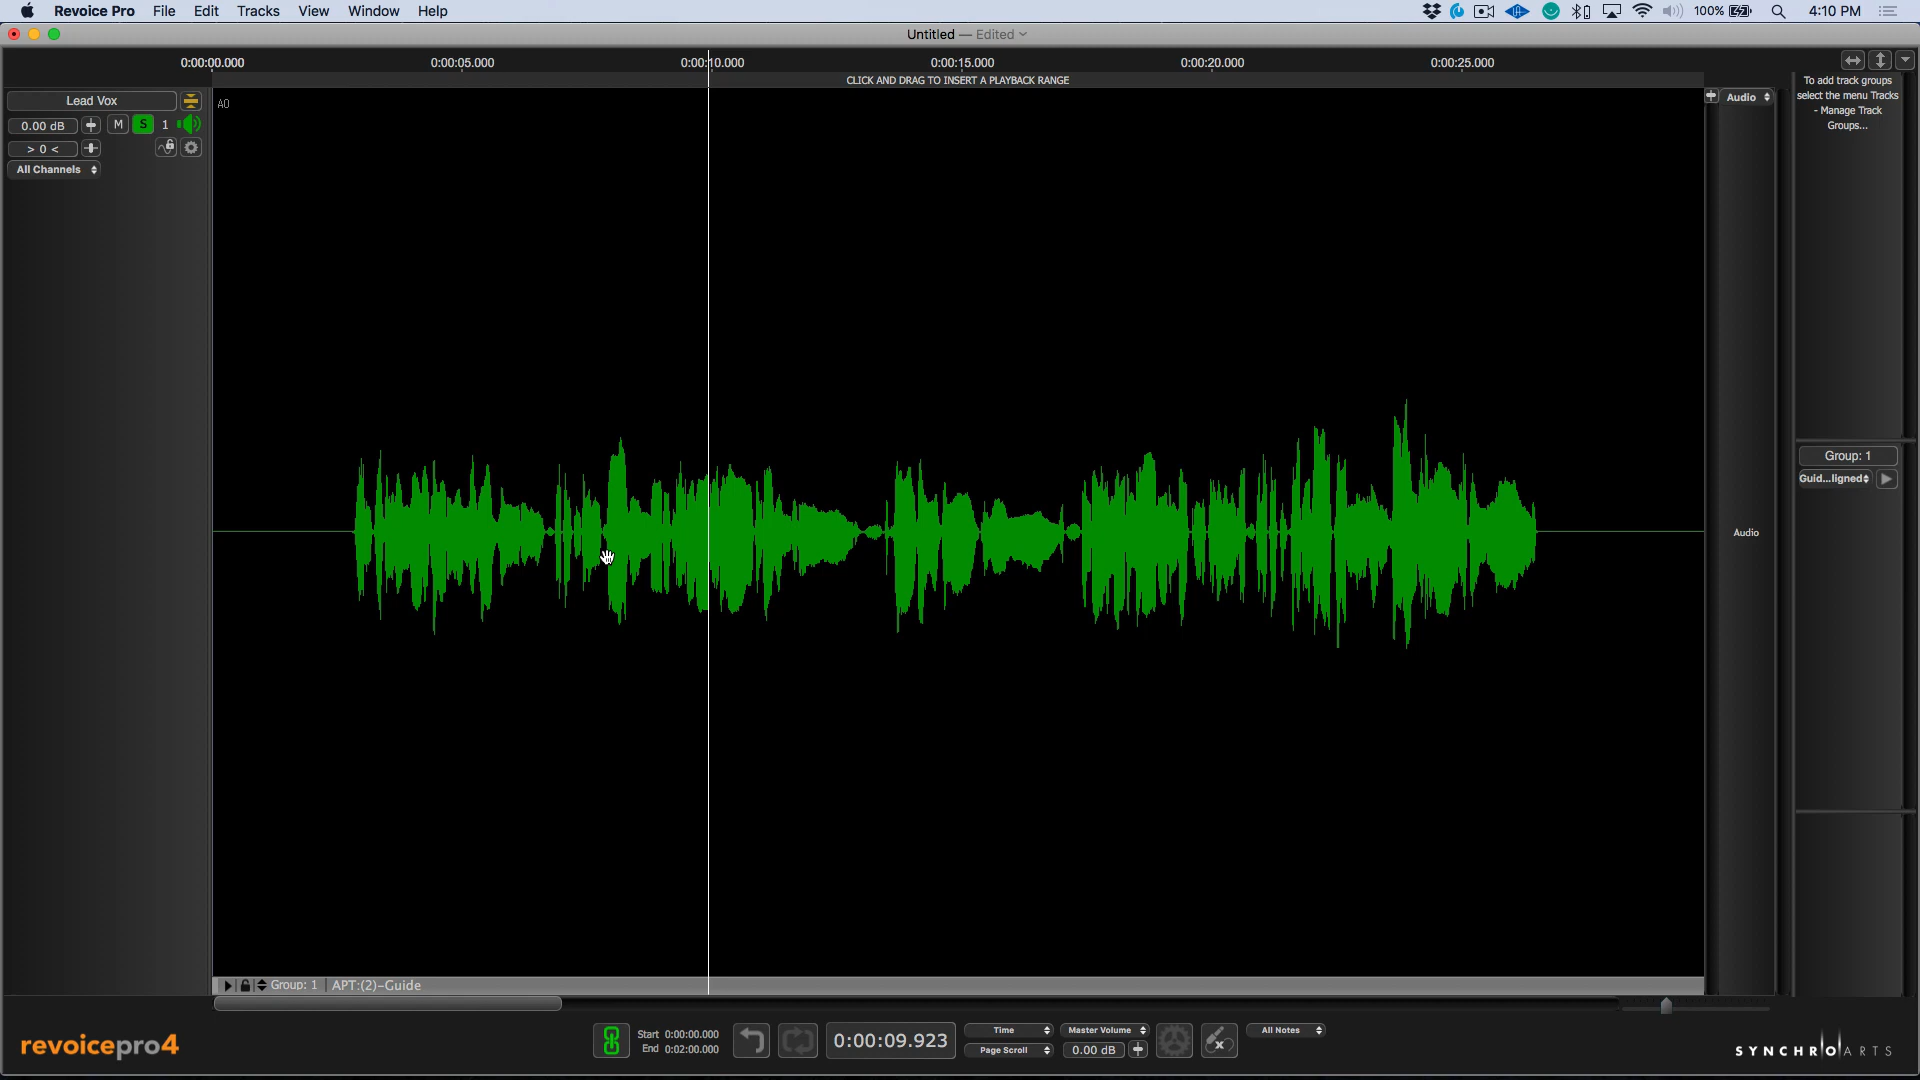 Revoice Pro File Edit Tracks View Window Help
100% 4:10 PM
Untitled — Edited
0:00:00.000 0:00:05.000 0:00:10.000 0:00:15.000 0:00:20.000 0:00:25.000
CLICK AND DRAG TO INSERT A PLAYBACK RANGE
To add track groups
select the menu Tracks
- Manage Track
Groups...
Lead Vox
A0
Audio
0.00 dB M S 1
> 0 <
All Channels
Group: 1
Guid...ligned
Audio
Group: 1 APT:(2)-Guide
revoicepro4
Start 0:00:00.000
End 0:02:00.000
0:00:09.923
Time
Page Scroll
Master Volume
0.00 dB
All Notes
SYNCHROARTS